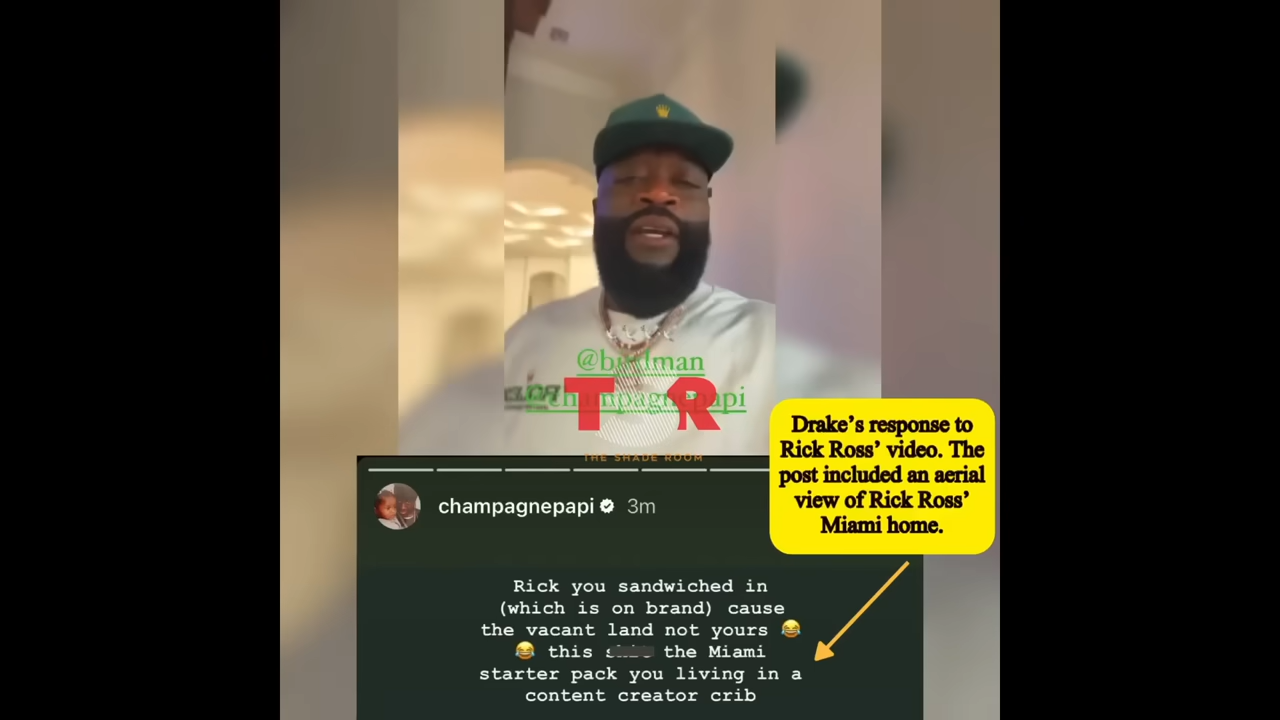 @birdman
@champagnepapi
TSR
THE SHADE ROOM
Drake’s response to
Rick Ross’ video. The
post included an aerial
view of Rick Ross’
Miami home.
champagnepapi 3m
Rick you sandwiched in
(which is on brand) cause
the vacant land not yours 😂
😂 this the Miami
starter pack you living in a
content creator crib